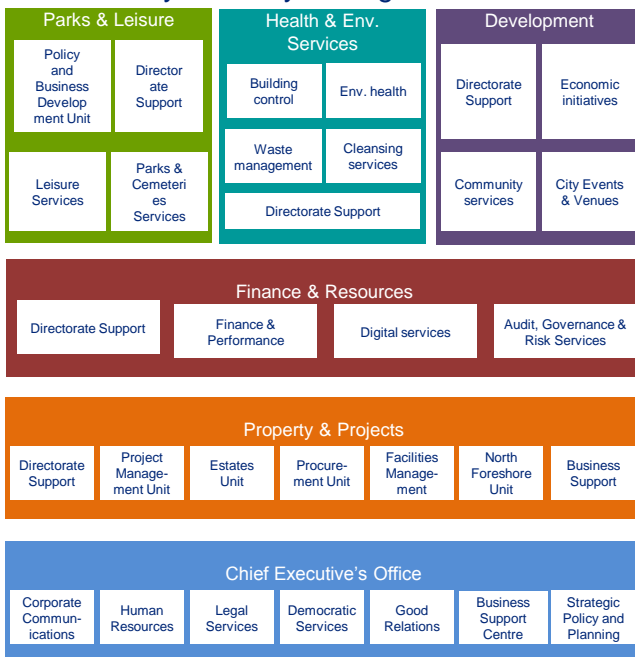 Parks & Leisure
Policy
and
Business
Develop
ment Unit
Director
ate
Support
Leisure
Services
Parks &
Cemeteri
es
Services
Health & Env.
Services
Building
control
Env. health
Waste
management
Cleansing
services
Directorate Support
Development
Directorate
Support
Economic
initiatives
Community
services
City Events
& Venues
Finance & Resources
Directorate Support
Finance &
Performance
Digital services
Audit, Governance &
Risk Services
Property & Projects
Directorate
Support
Project
Manage-
ment Unit
Estates
Unit
Procure-
ment Unit
Facilities
Manage-
ment
North
Foreshore
Unit
Business
Support
Chief Executive's Office
Corporate
Commun-
ications
Human
Resources
Legal
Services
Democratic
Services
Good
Relations
Business
Support
Centre
Strategic
Policy and
Planning